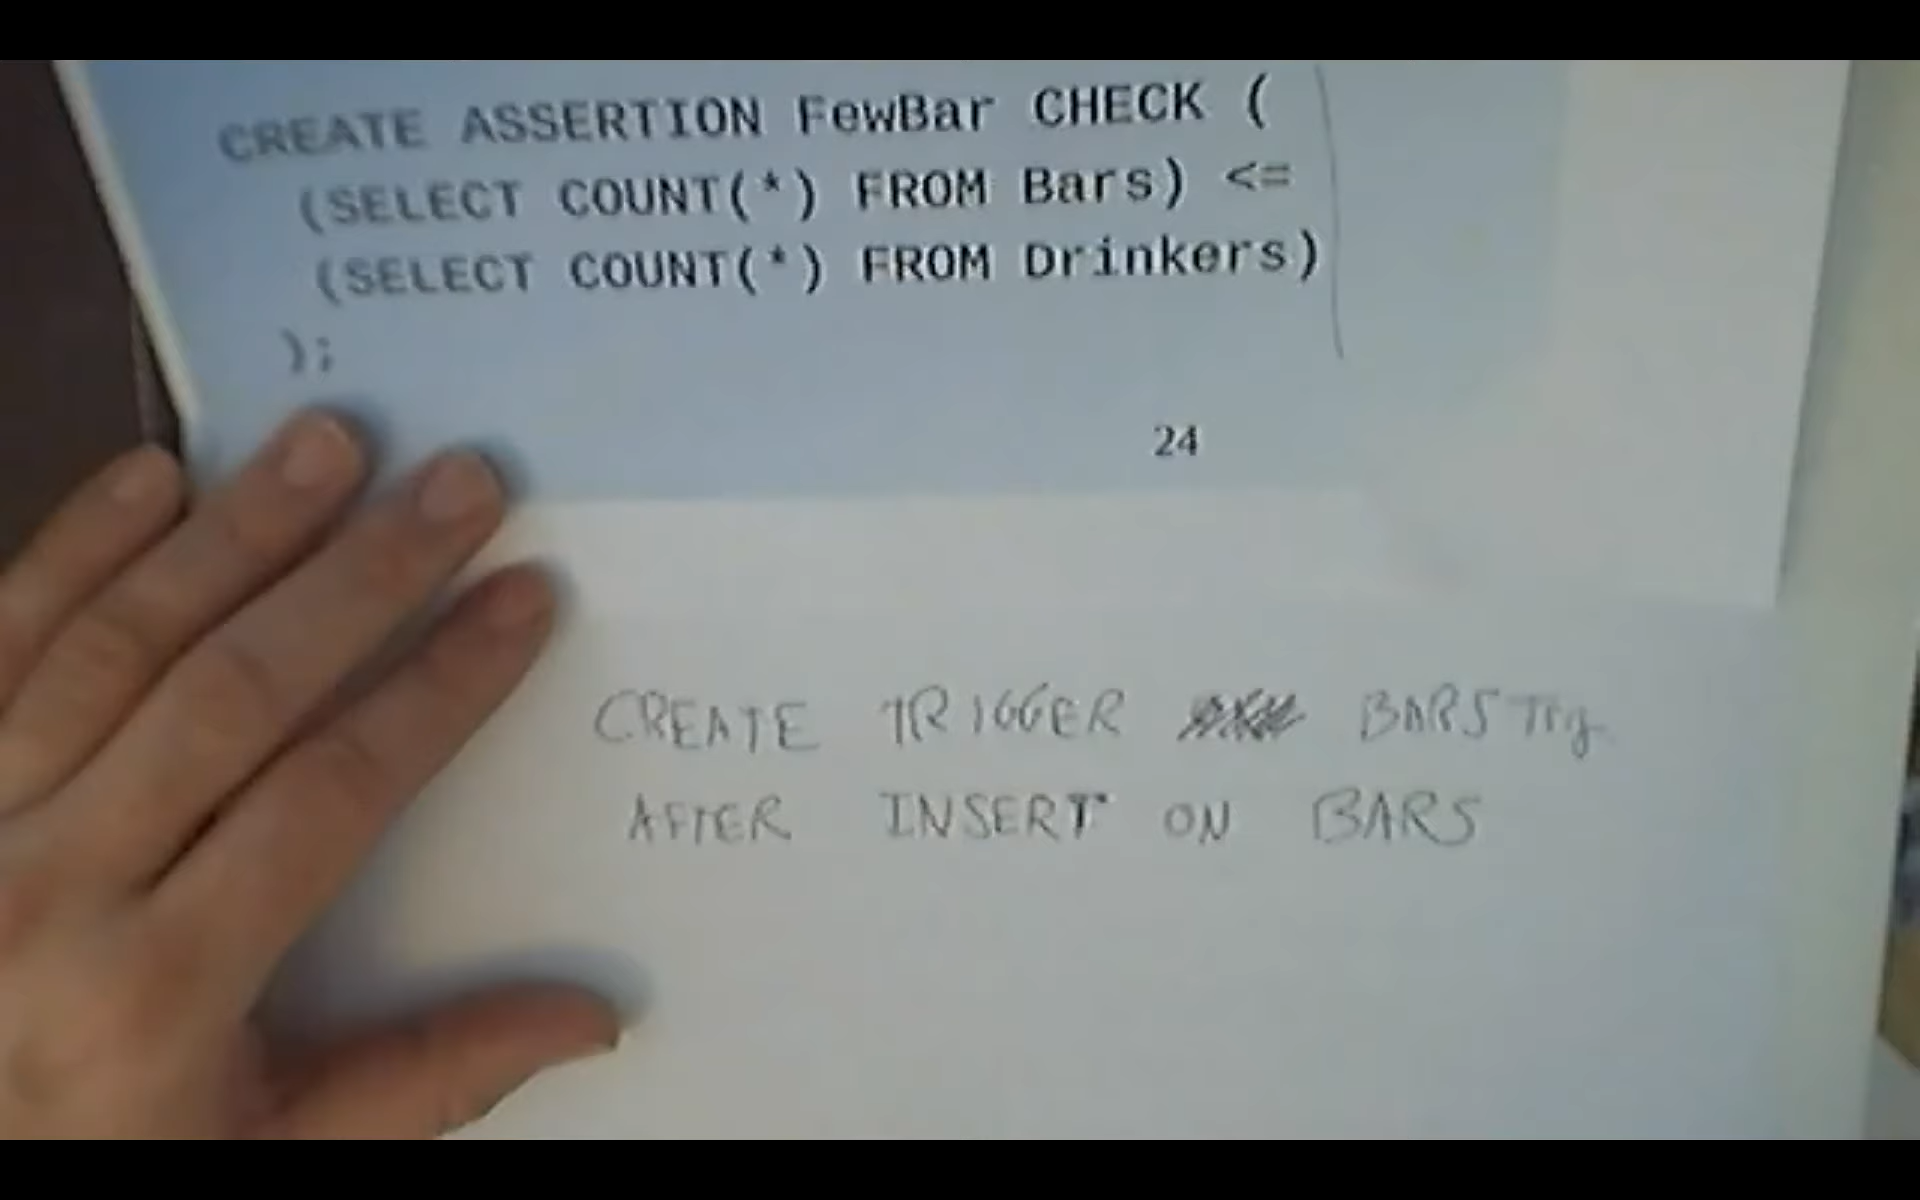 CREATE ASSERTION FewBar CHECK (
(SELECT COUNT(*) FROM Bars) <=
(SELECT COUNT(*) FROM Drinkers)
);
24
CREATE TRIGGER BARSTrg
AFTER INSERT ON BARS